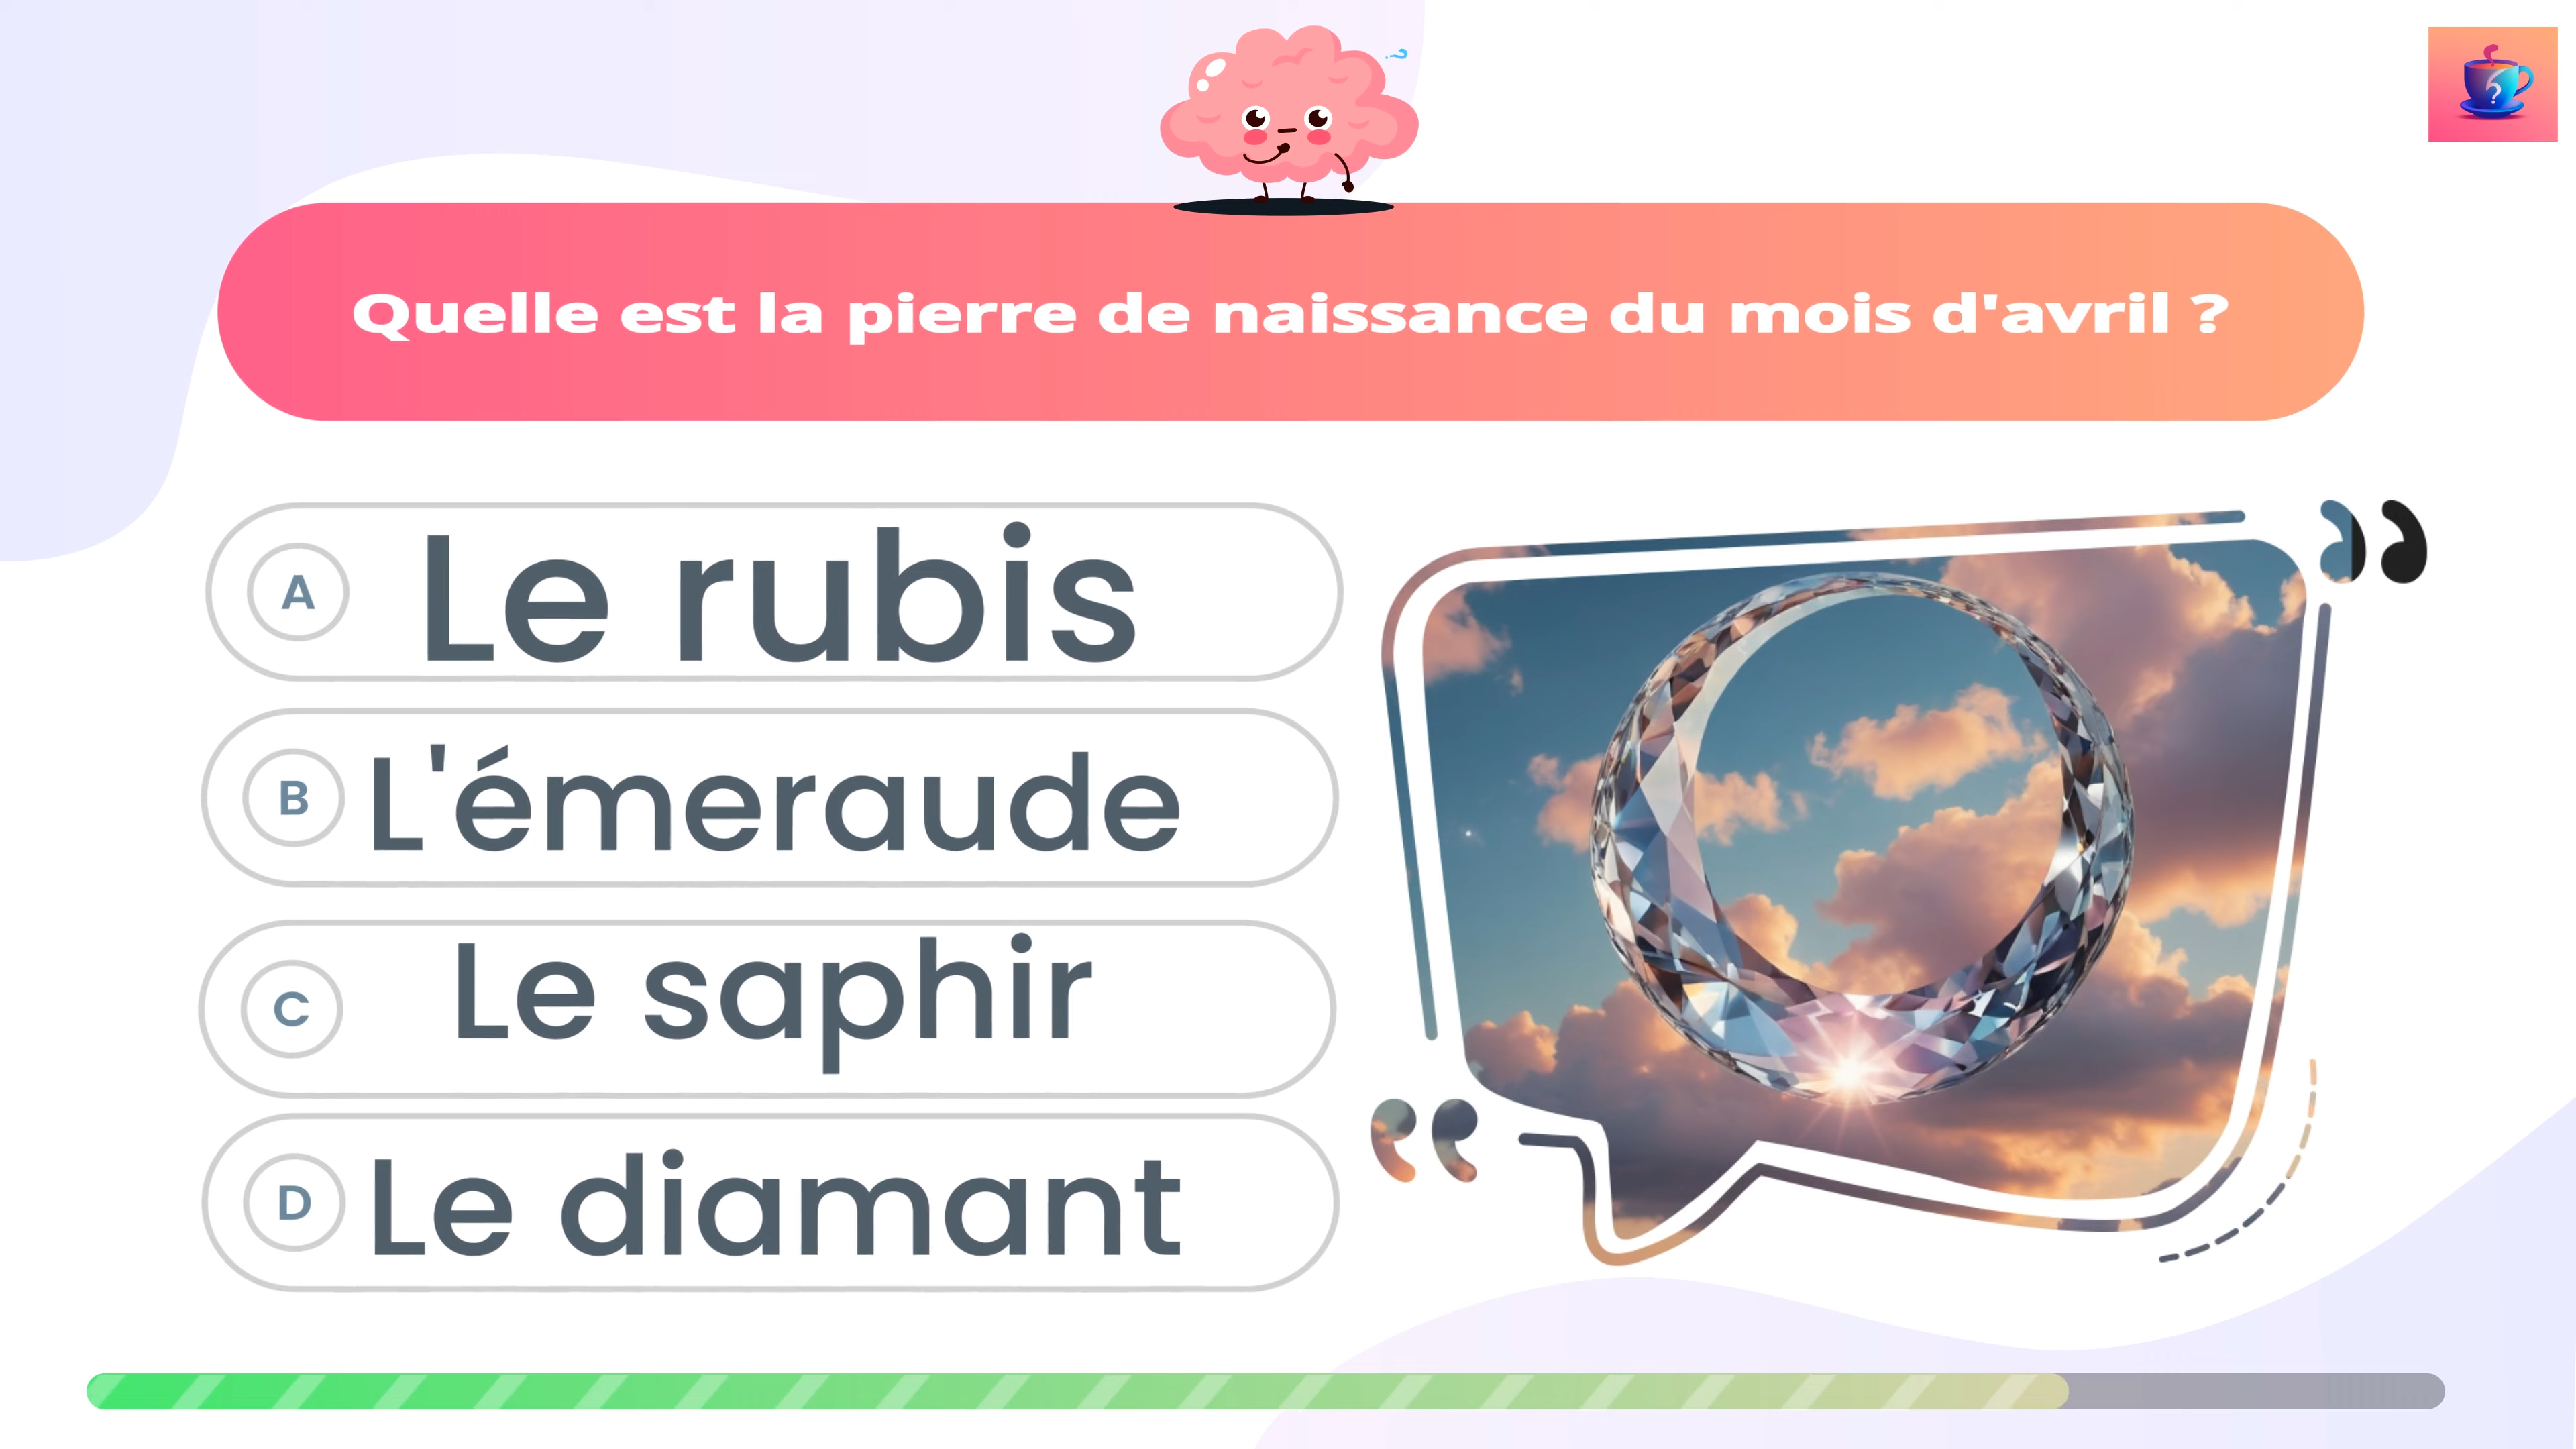 Quelle est la pierre de naissance du mois d'avril ?
A Le rubis
B L'émeraude
C Le saphir
D Le diamant